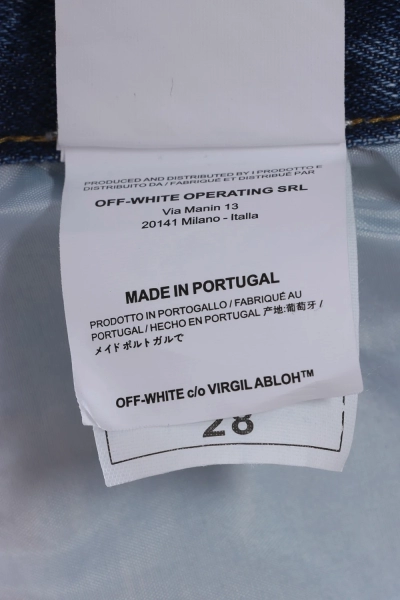 PRODUCED AND DISTRIBUTED BY / PRODOTTO E
DISTRIBUITO DA / FABRIQUÉ ET DISTRIBUÉ PAR
OFF-WHITE OPERATING SRL
Via Manin 13
20141 Milano - Italia
MADE IN PORTUGAL
PRODOTTO IN PORTOGALLO / FABRIQUÉ AU
PORTUGAL / HECHO EN PORTUGAL 产地:葡萄牙 /
メイドポルトガルで
OFF-WHITE c/o VIRGIL ABLOH™
28